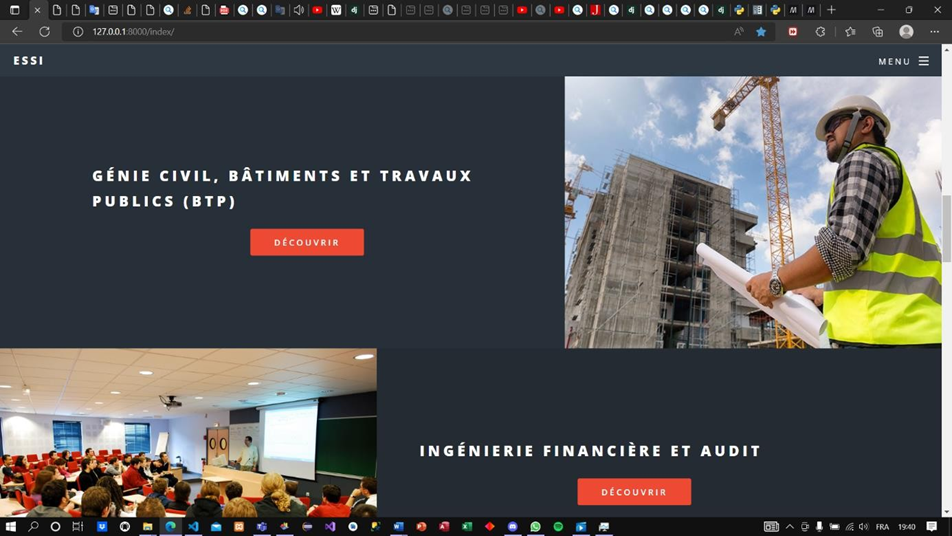 127.0.0.1:8000/index/
ESSI
MENU
GÉNIE CIVIL, BÂTIMENTS ET TRAVAUX
PUBLICS (BTP)
DÉCOUVRIR
INGÉNIERIE FINANCIÈRE ET AUDIT
DÉCOUVRIR
FRA
19:40